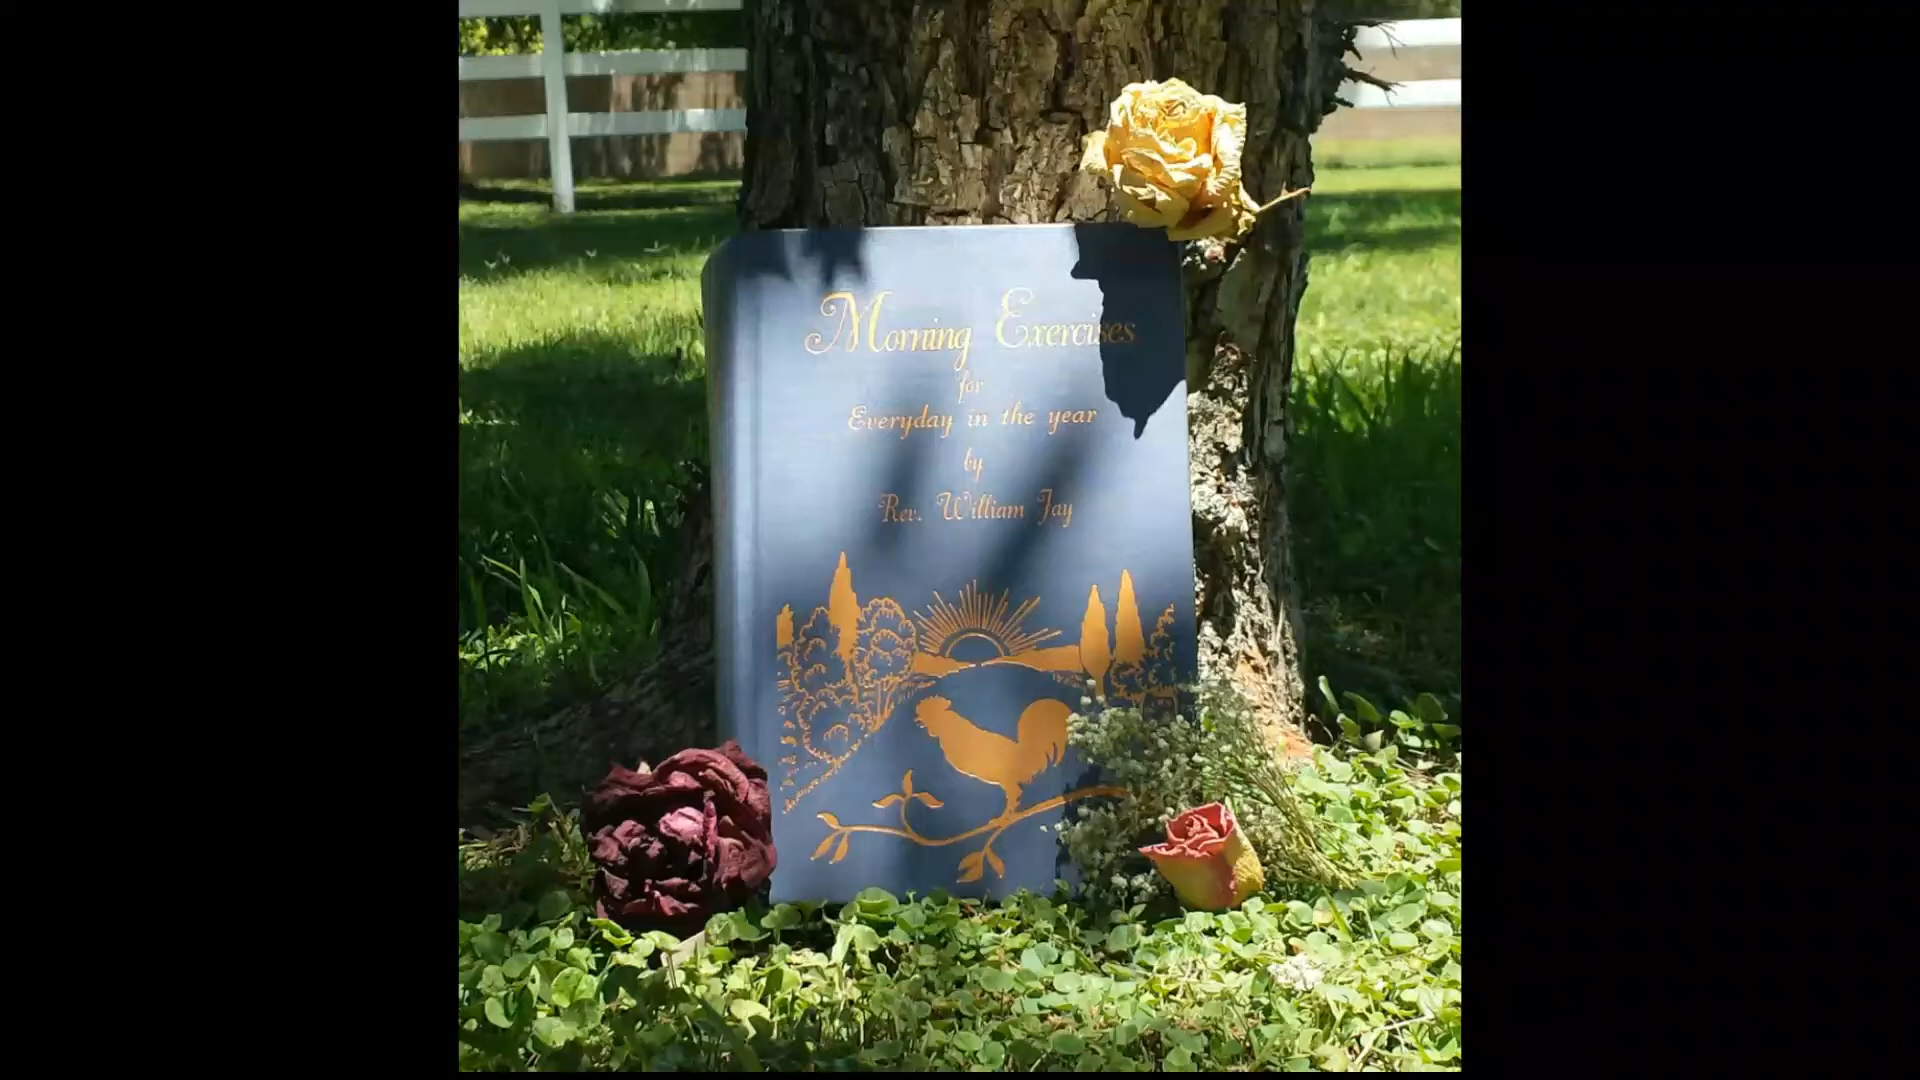 Morning Exercises
for
Everyday in the year
by
Rev. William Jay